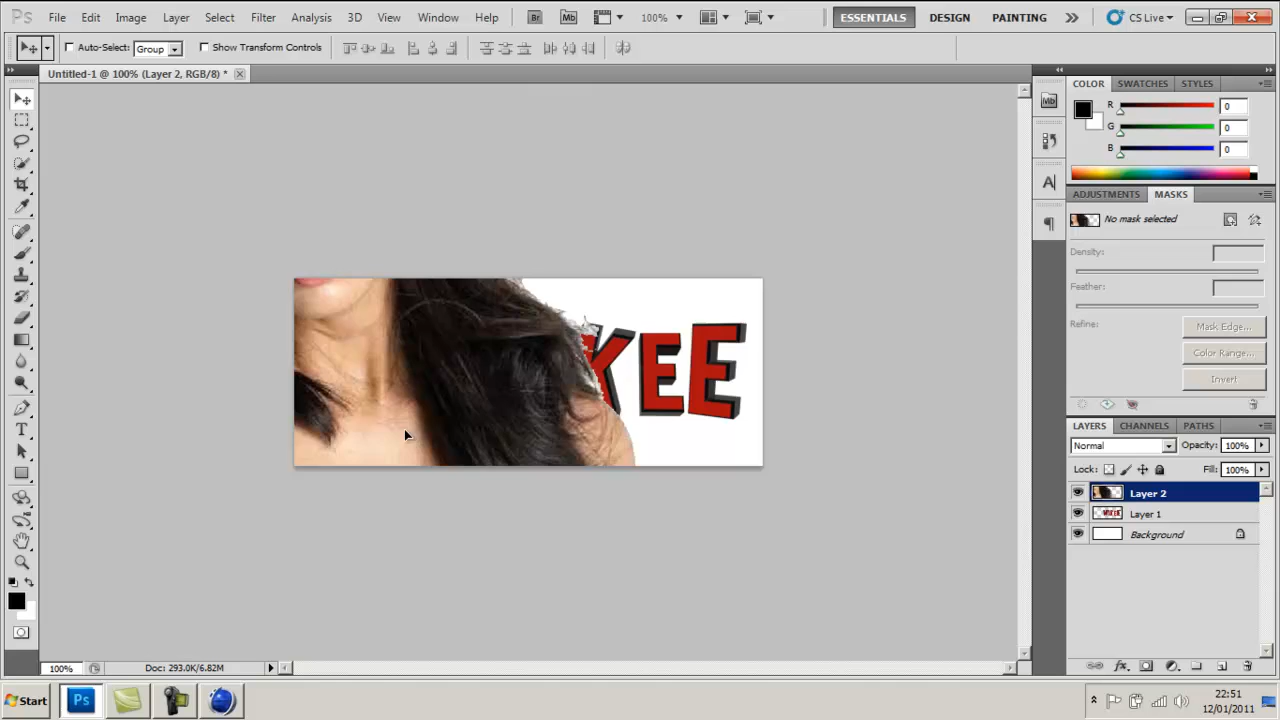 Ps File Edit Image Layer Select Filter Analysis 3D View Window Help Br Mb 100% ESSENTIALS DESIGN PAINTING CS Live
Auto-Select: Group Show Transform Controls
Untitled-1 @ 100% (Layer 2, RGB/8) *
COLOR SWATCHES STYLES
R 0
G 0
B 0
ADJUSTMENTS MASKS
No mask selected
Density:
Feather:
Refine: Mask Edge...
Color Range...
Invert
KEE
LAYERS CHANNELS PATHS
Normal Opacity: 100%
Lock: Fill: 100%
Layer 2
Layer 1
Background
100% Doc: 293.0K/6.82M
Start Ps 22:51
12/01/2011